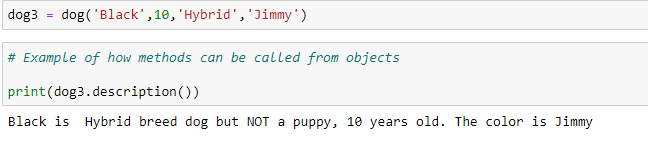 dog3 = dog('Black',10,'Hybrid','Jimmy')
# Example of how methods can be called from objects
print(dog3.description())
Black is  Hybrid breed dog but NOT a puppy, 10 years old. The color is Jimmy